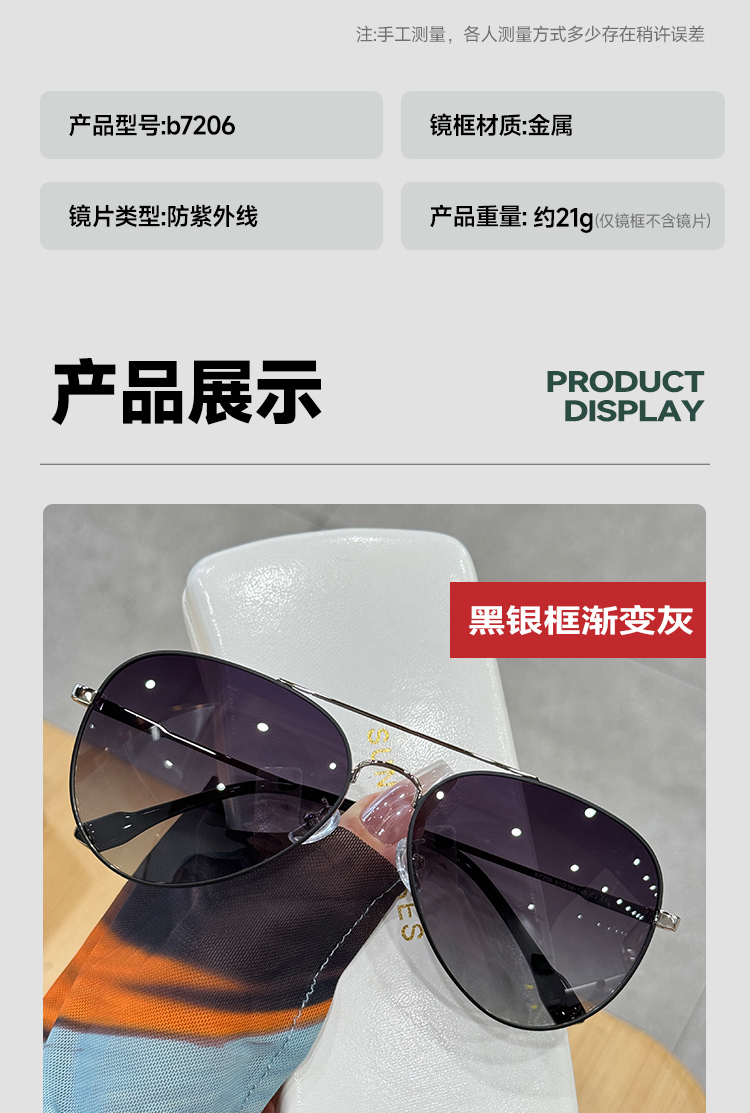 注:手工测量，各人测量方式多少存在稍许误差
产品型号:b7206
镜框材质:金属
镜片类型:防紫外线
产品重量: 约21g(仅镜框不含镜片)
产品展示
PRODUCT
DISPLAY
黑银框渐变灰
SUN